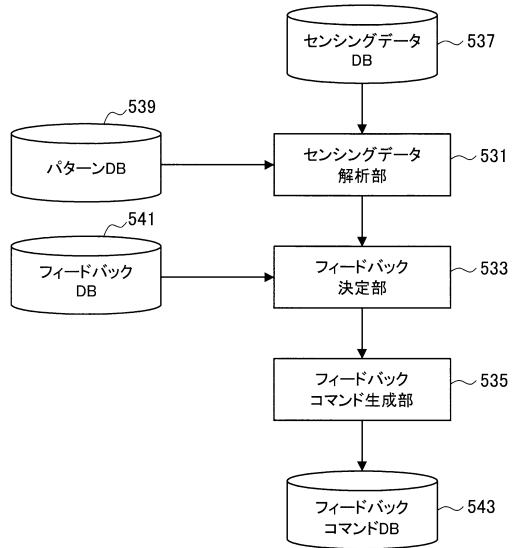 センシングデータ
DB
537
539
パターンDB
センシングデータ
解析部
531
541
フィードバック
DB
フィードバック
決定部
533
フィードバック
コマンド生成部
535
フィードバック
コマンドDB
543